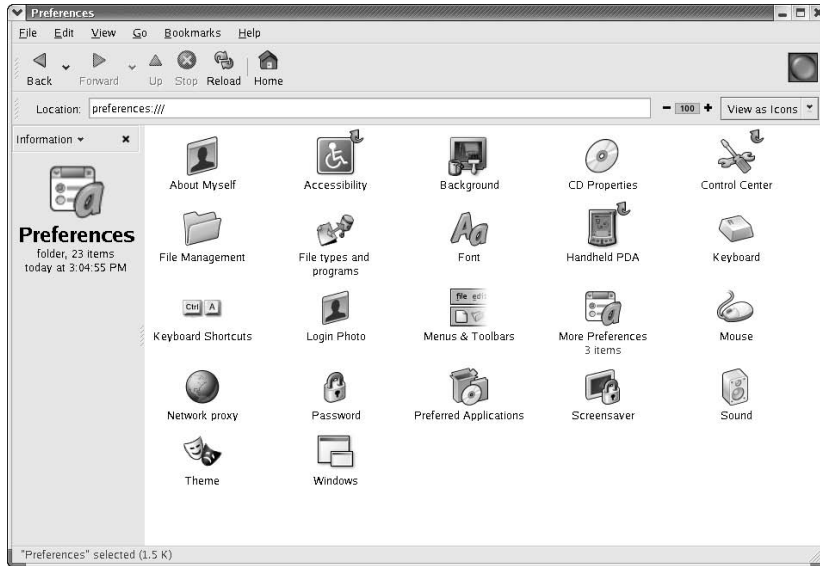 Preferences
File Edit View Go Bookmarks Help
Back Forward Up Stop Reload Home
Location: preferences:/// 100 View as Icons
Information
About Myself Accessibility Background CD Properties Control Center
Preferences
folder, 23 items
today at 3:04:55 PM
File Management File types and programs Font Handheld PDA Keyboard
Ctrl A
file edit
Keyboard Shortcuts Login Photo Menus & Toolbars More Preferences Mouse
3 items
Network proxy Password Preferred Applications Screensaver Sound
Theme Windows
"Preferences" selected (1.5 K)